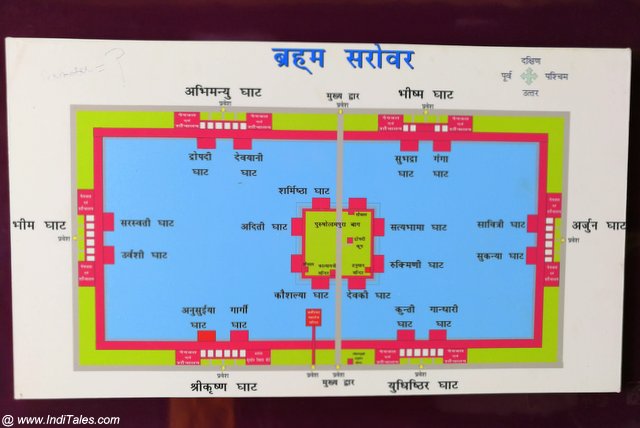 ब्रह्म सरोवर
दक्षिण
पूर्व पश्चिम
उत्तर
अभिमन्यु घाट
मुख्य द्वार
भीष्म घाट
प्रवेश
प्रवेश
प्रवेश
द्रोपदी घाट
देवयानी घाट
सुभद्रा घाट
गंगा घाट
शर्मिष्ठा घाट
भीम घाट
प्रवेश
सरस्वती घाट
उर्वशी घाट
अदिती घाट
पुरुषोत्तमपुरा बाग
सत्यभामा घाट
सावित्री घाट
अर्जुन घाट
प्रवेश
सुकन्या घाट
रुक्मिणी घाट
कौशल्या घाट
देवकी घाट
अनुसुईया घाट
गार्गी घाट
कुन्ती घाट
गान्धारी घाट
प्रवेश
प्रवेश
प्रवेश
प्रवेश
श्रीकृष्ण घाट
मुख्य द्वार
युधिष्ठिर घाट
@ www.IndiTales.com